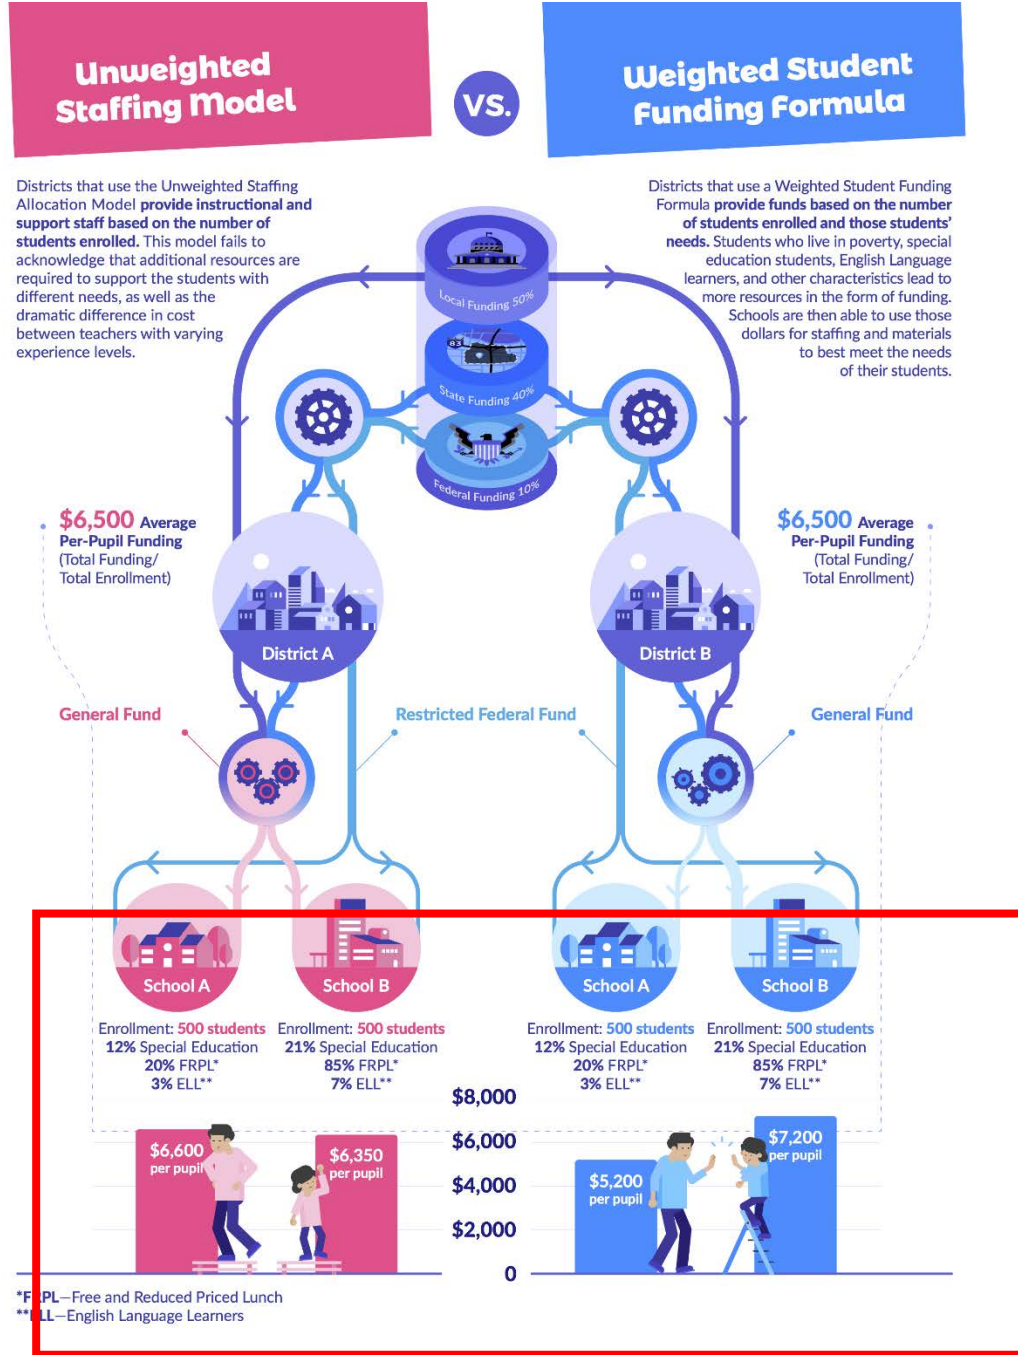 Unweighted
Staffing Model
VS.
Weighted Student
Funding Formula
Districts that use the Unweighted Staffing
Allocation Model provide instructional and
support staff based on the number of
students enrolled. This model fails to
acknowledge that additional resources are
required to support the students with
different needs, as well as the
dramatic difference in cost
between teachers with varying
experience levels.
Districts that use a Weighted Student Funding
Formula provide funds based on the number
of students enrolled and those students'
needs. Students who live in poverty, special
education students, English Language
learners, and other characteristics lead to
more resources in the form of funding.
Schools are then able to use those
dollars for staffing and materials
to best meet the needs
of their students.
Local Funding 50%
83
State Funding 40%
Federal Funding 10%
$6,500 Average
Per-Pupil Funding
(Total Funding/
Total Enrollment)
$6,500 Average
Per-Pupil Funding
(Total Funding/
Total Enrollment)
District A
District B
General Fund
Restricted Federal Fund
General Fund
School A
School B
School A
School B
Enrollment: 500 students
12% Special Education
20% FRPL*
3% ELL**
Enrollment: 500 students
21% Special Education
85% FRPL*
7% ELL**
Enrollment: 500 students
12% Special Education
20% FRPL*
3% ELL**
Enrollment: 500 students
21% Special Education
85% FRPL*
7% ELL**
$8,000
$6,000
$4,000
$2,000
0
$6,600
per pupil
$6,350
per pupil
$5,200
per pupil
$7,200
per pupil
*FRPL—Free and Reduced Priced Lunch
**ELL—English Language Learners